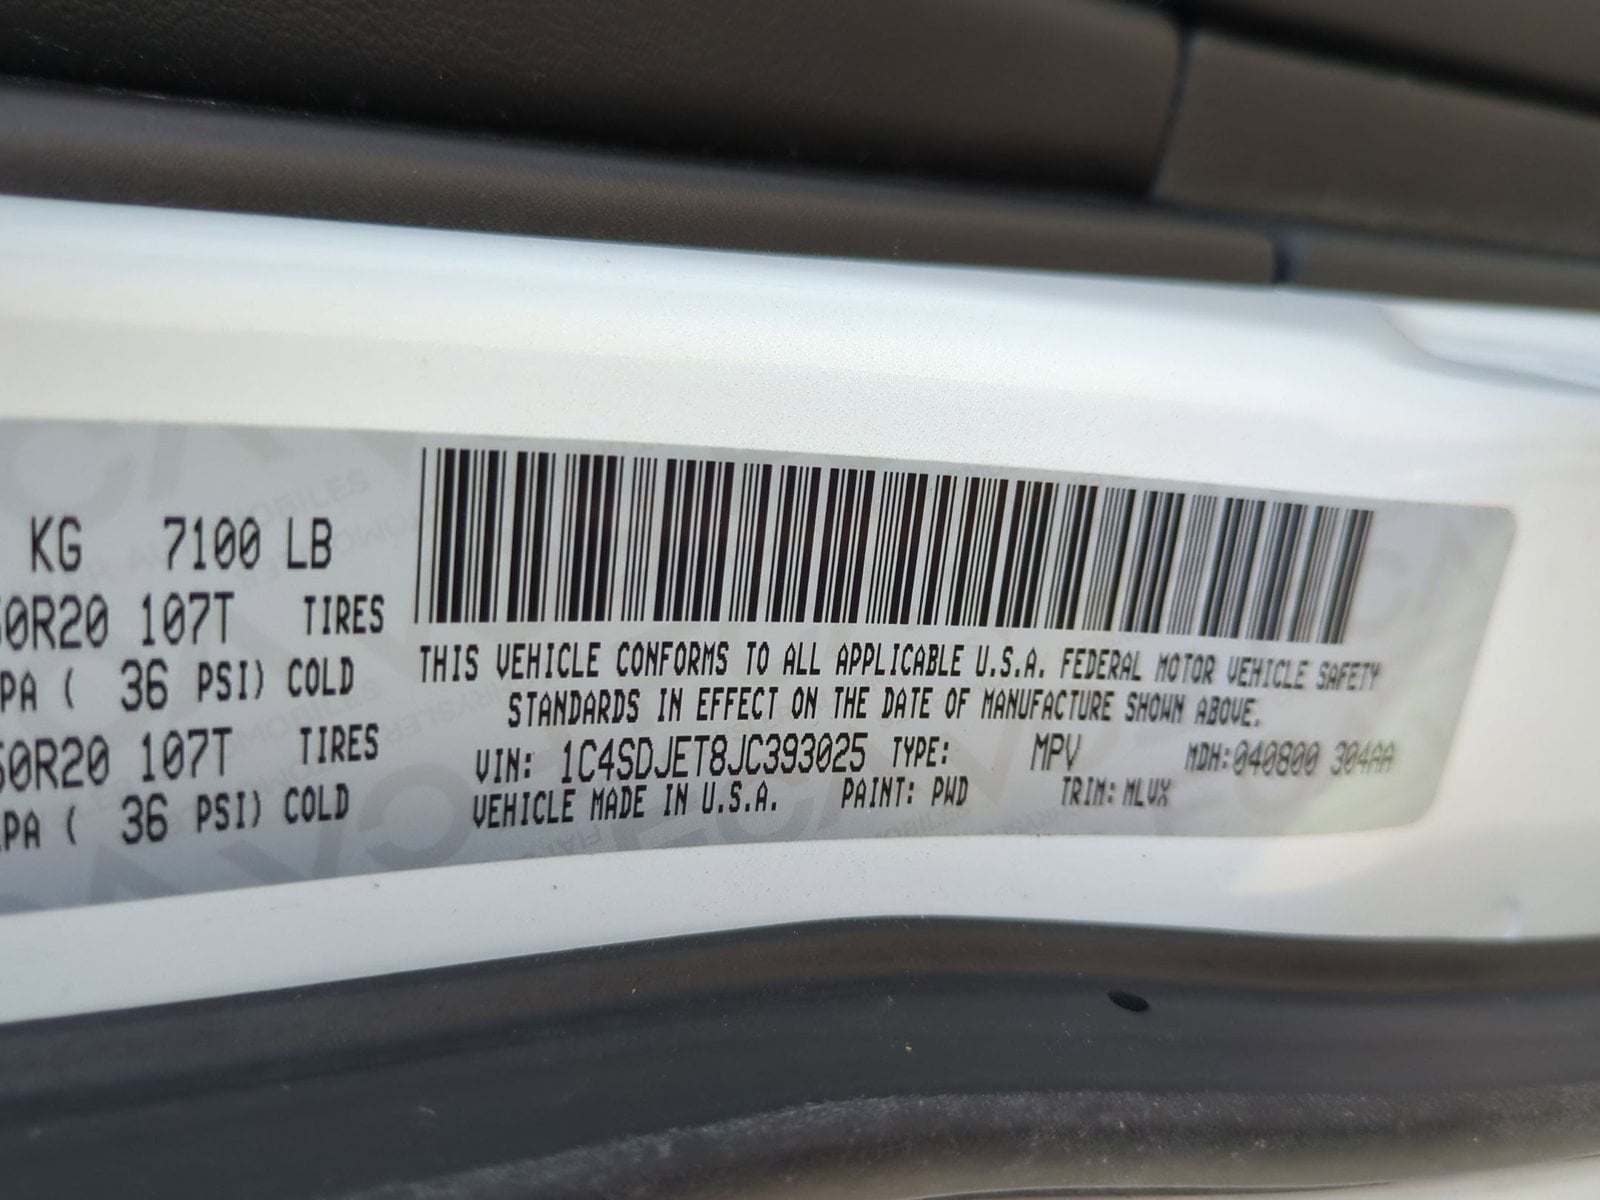 KG 7100 LB
50R20 107T TIRES
PA ( 36 PSI) COLD
50R20 107T TIRES
PA ( 36 PSI) COLD
THIS VEHICLE CONFORMS TO ALL APPLICABLE U.S.A. FEDERAL MOTOR VEHICLE SAFETY
STANDARDS IN EFFECT ON THE DATE OF MANUFACTURE SHOWN ABOVE.
VIN: 1C4SDJET8JC393025 TYPE: MPV MDH:040800 304AA
VEHICLE MADE IN U.S.A. PAINT: PWD TRIM: MLVX